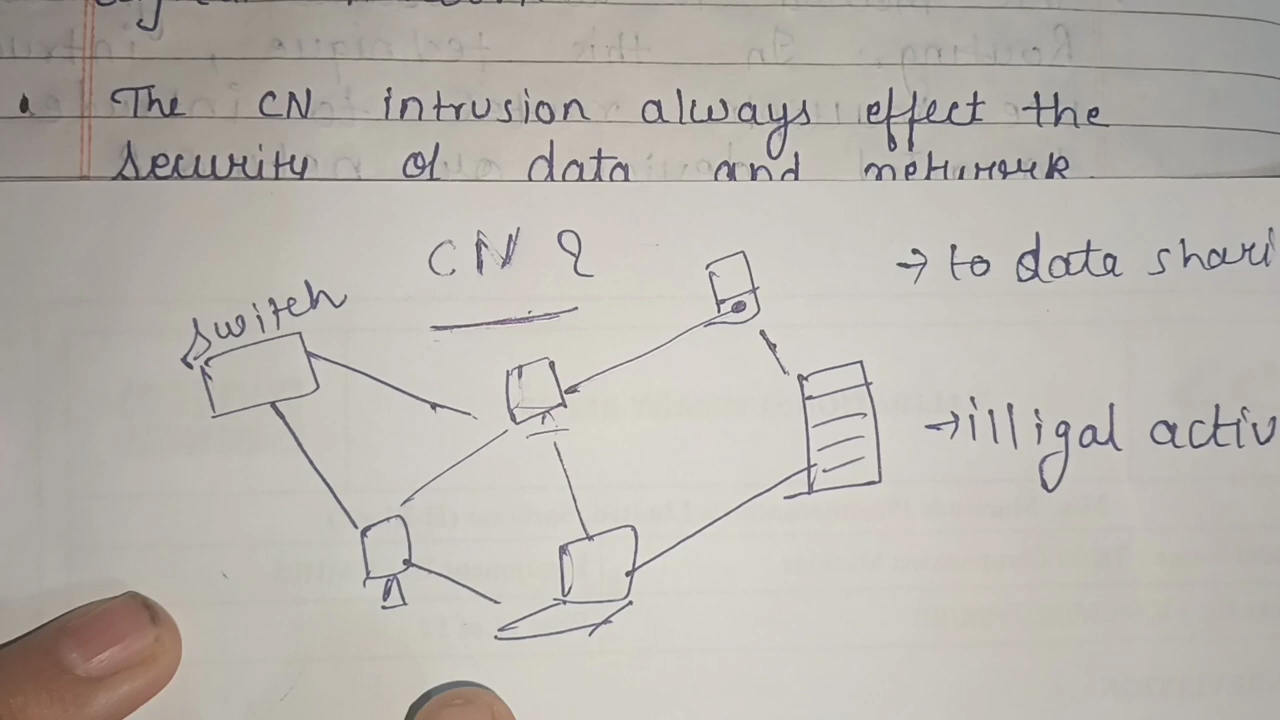 The CN intrusion always effect the
security of data and network
CN ?
→ to data shari
switch
→ illigal activ